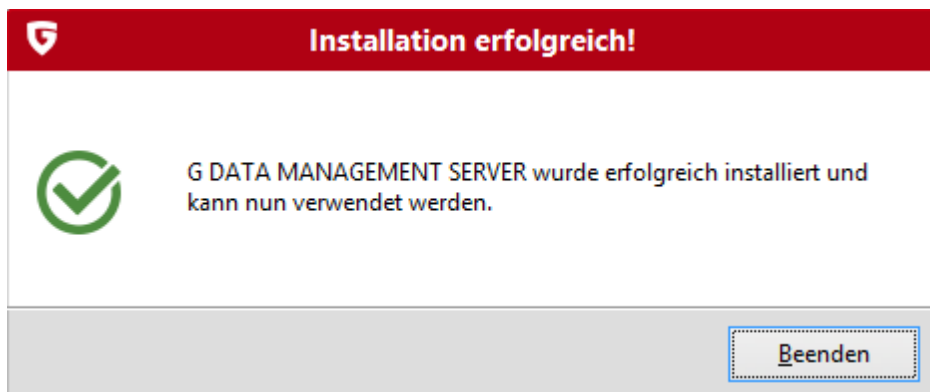 Installation erfolgreich!
G DATA MANAGEMENT SERVER wurde erfolgreich installiert und
kann nun verwendet werden.
Beenden